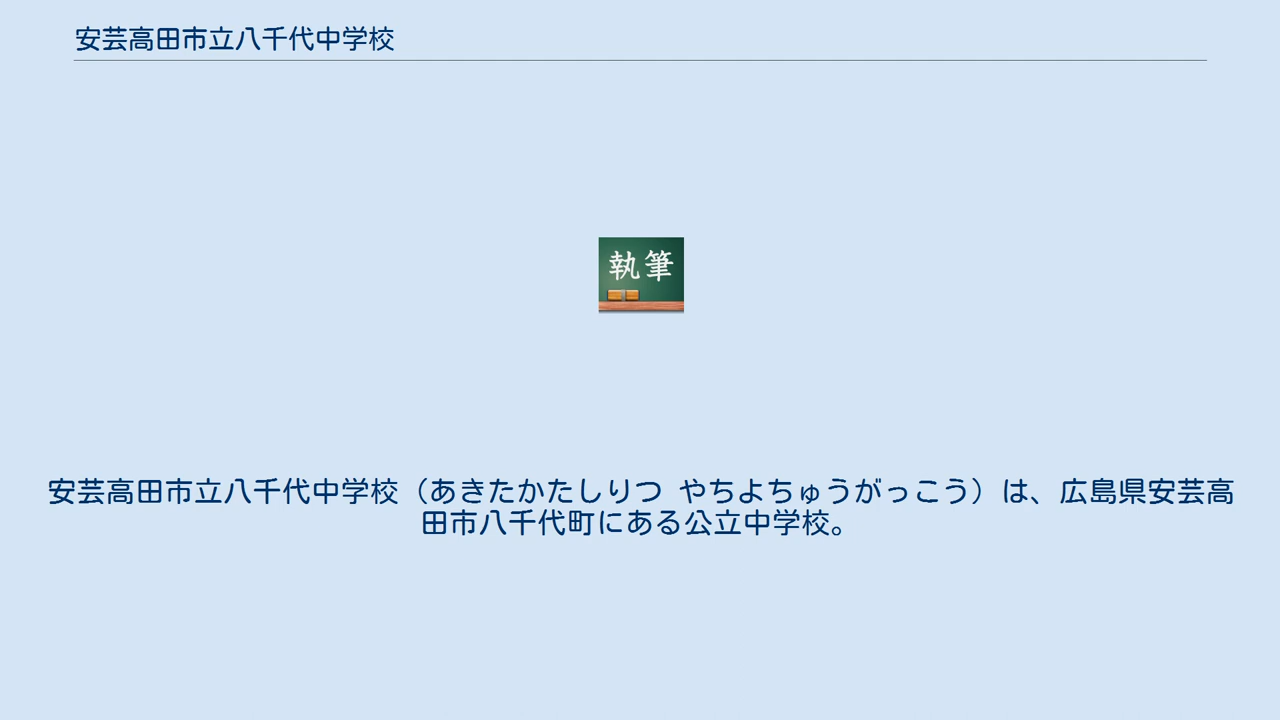 安芸高田市立八千代中学校
執筆
安芸高田市立八千代中学校（あきたかたしりつ やちよちゅうがっこう）は、広島県安芸高
田市八千代町にある公立中学校。